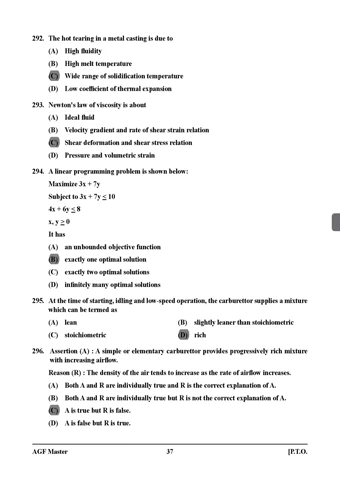 292. The hot tearing in a metal casting is due to
(A) High fluidity
(B) High melt temperature
(C) Wide range of solidification temperature
(D) Low coefficient of thermal expansion
293. Newton's law of viscosity is about
(A) Ideal fluid
(B) Velocity gradient and rate of shear strain relation
(C) Shear deformation and shear stress relation
(D) Pressure and volumetric strain
294. A linear programming problem is shown below:
Maximize 3x + 7y
Subject to 3x + 7y ≤ 10
4x + 6y ≤ 8
x, y ≥ 0
It has
(A) an unbounded objective function
(B) exactly one optimal solution
(C) exactly two optimal solutions
(D) infinitely many optimal solutions
295. At the time of starting, idling and low-speed operation, the carburettor supplies a mixture
which can be termed as
(A) lean (B) slightly leaner than stoichiometric
(C) stoichiometric (D) rich
296. Assertion (A) : A simple or elementary carburettor provides progressively rich mixture
with increasing airflow.
Reason (R) : The density of the air tends to increase as the rate of airflow increases.
(A) Both A and R are individually true and R is the correct explanation of A.
(B) Both A and R are individually true but R is not the correct explanation of A.
(C) A is true but R is false.
(D) A is false but R is true.
AGF Master 37 [P.T.O.